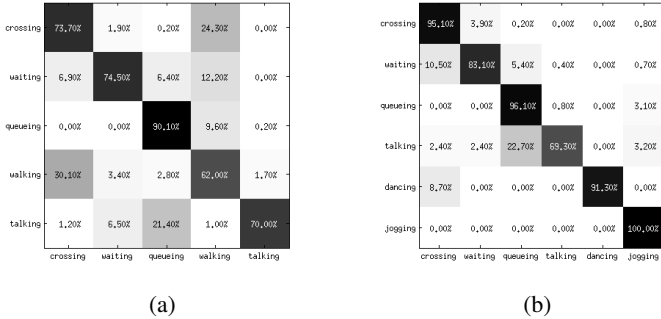 crossing 73.70% 1.90% 0.20% 24.30% 0.00%
waiting 6.90% 74.50% 6.40% 12.20% 0.00%
queueing 0.00% 0.00% 90.10% 9.60% 0.20%
walking 30.10% 3.40% 2.80% 62.00% 1.70%
talking 1.20% 6.50% 21.40% 1.00% 70.00%
crossing waiting queueing walking talking
(a)
crossing 95.10% 3.90% 0.20% 0.00% 0.00% 0.80%
waiting 10.50% 83.10% 5.40% 0.40% 0.00% 0.70%
queueing 0.00% 0.00% 96.10% 0.80% 0.00% 3.10%
talking 2.40% 2.40% 22.70% 69.30% 0.00% 3.20%
dancing 8.70% 0.00% 0.00% 0.00% 91.30% 0.00%
jogging 0.00% 0.00% 0.00% 0.00% 0.00% 100.00%
crossing waiting queueing talking dancing jogging
(b)